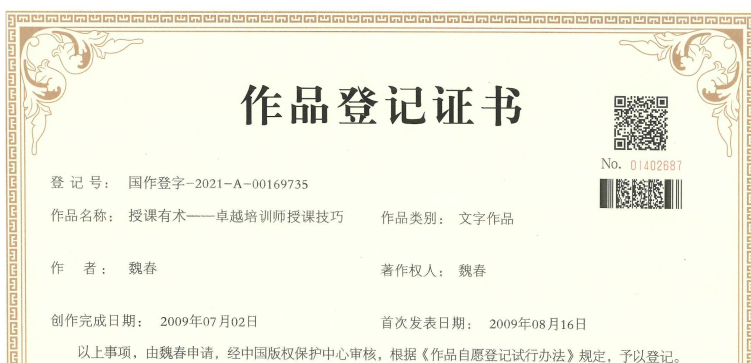 作品登记证书
No. 01402687
登 记 号： 国作登字-2021-A-00169735
作品名称： 授课有术——卓越培训师授课技巧 作品类别： 文字作品
作 者： 魏春 著作权人： 魏春
创作完成日期： 2009年07月02日 首次发表日期： 2009年08月16日
以上事项，由魏春申请，经中国版权保护中心审核，根据《作品自愿登记试行办法》规定，予以登记。